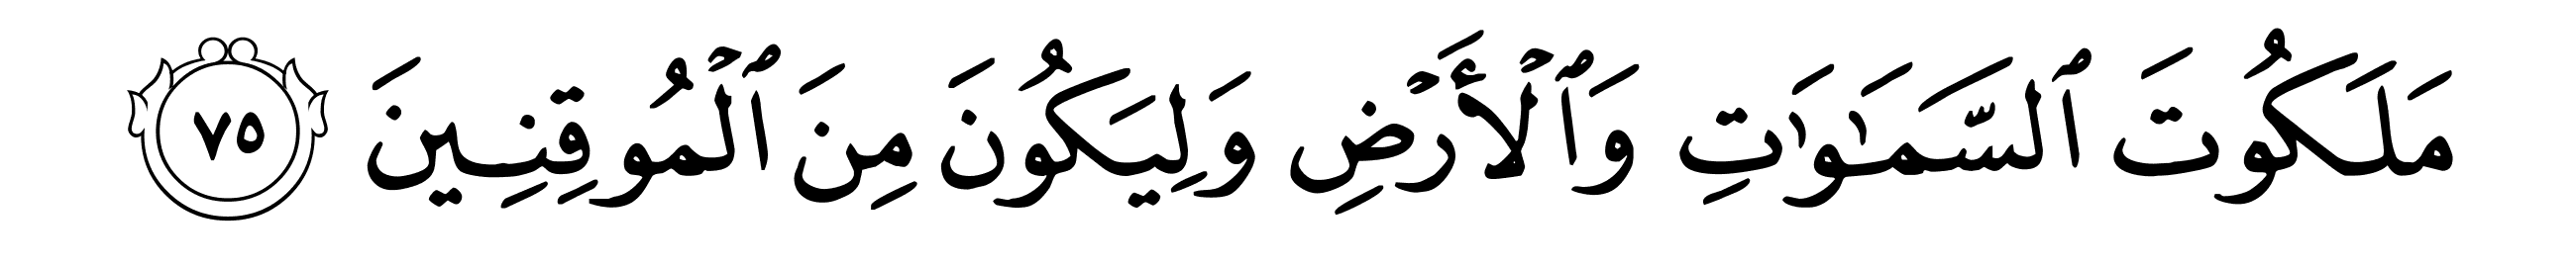 مَلَكُوتَ ٱلسَّمَـٰوَٰتِ وَٱلْأَرْضِ وَلِيَكُونَ مِنَ ٱلْمُوقِنِينَ ٧٥